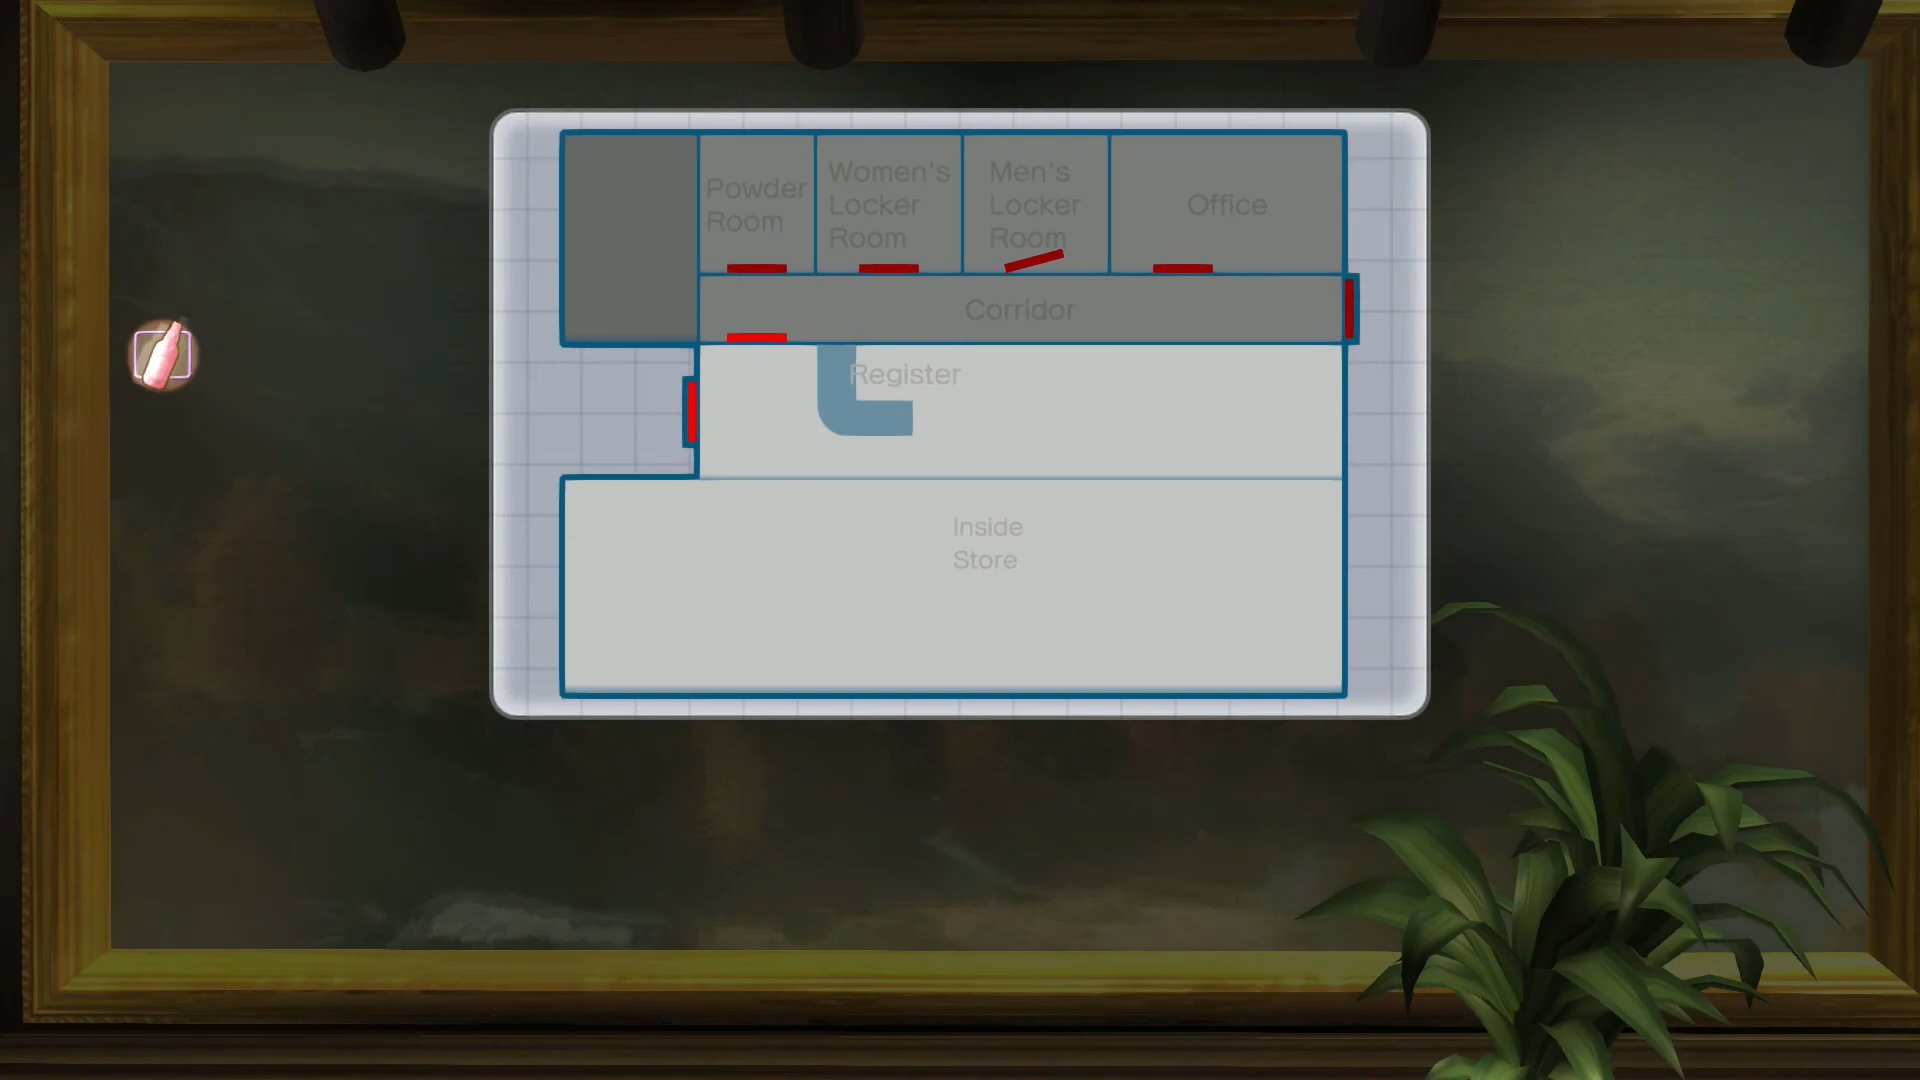 Powder
Room
Women's
Locker
Room
Men's
Locker
Room
Office
Corridor
Register
Inside
Store